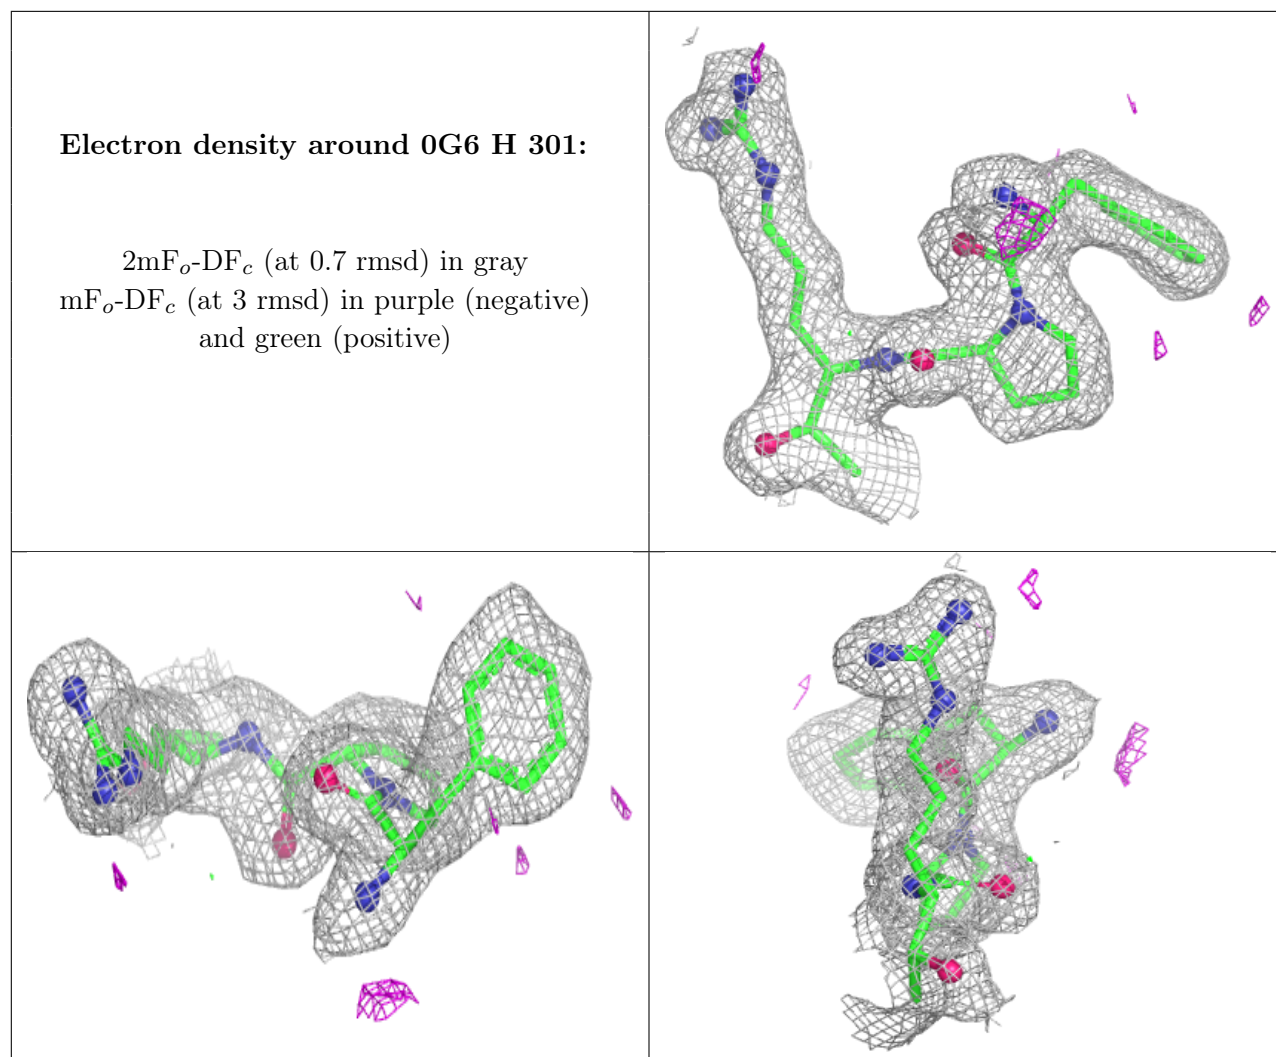 Electron density around 0G6 H 301:
2mFo-DFc (at 0.7 rmsd) in gray
mFo-DFc (at 3 rmsd) in purple (negative)
and green (positive)